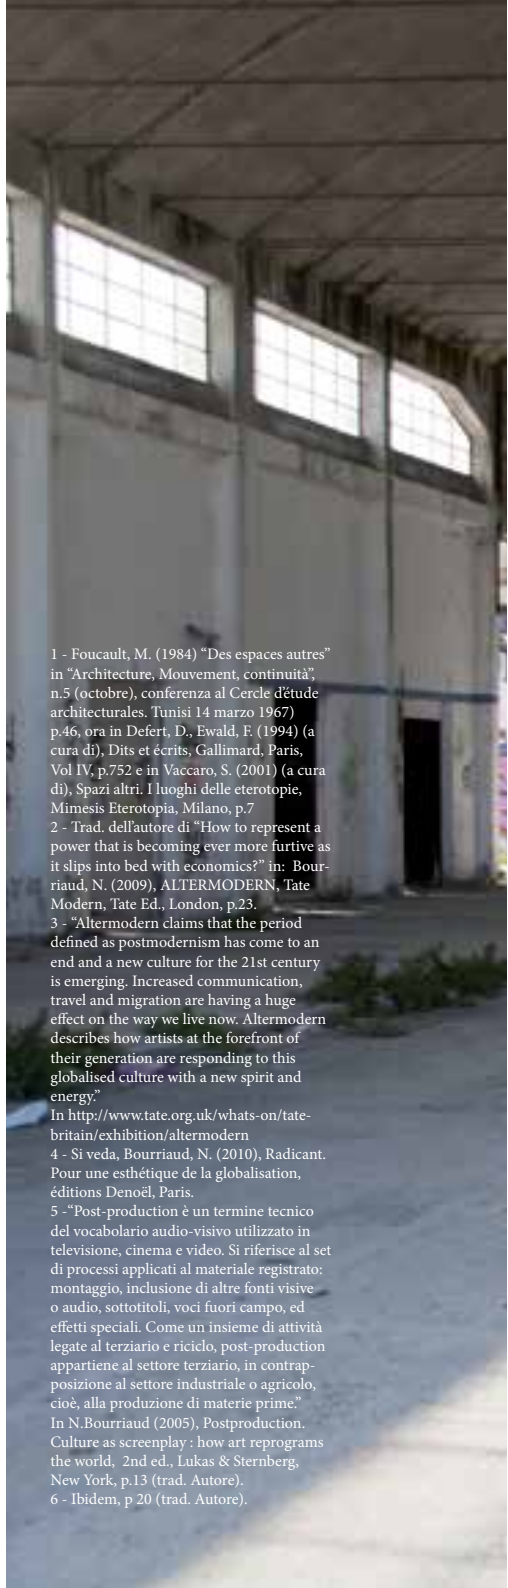 1 - Foucault, M. (1984) “Des espaces autres”
in “Architecture, Mouvement, continuità”,
n.5 (octobre), conferenza al Cercle d’étude
architecturales. Tunisi 14 marzo 1967)
p.46, ora in Defert, D., Ewald, F. (1994) (a
cura di), Dits et écrits, Gallimard, Paris,
Vol IV, p.752 e in Vaccaro, S. (2001) (a cura
di), Spazi altri. I luoghi delle eterotopie,
Mimesis Eterotopia, Milano, p.7
2 - Trad. dell’autore di “How to represent a
power that is becoming ever more furtive as
it slips into bed with economics?” in:  Bour-
riaud, N. (2009), ALTERMODERN, Tate
Modern, Tate Ed., London, p.23.
3 - “Altermodern claims that the period
defined as postmodernism has come to an
end and a new culture for the 21st century
is emerging. Increased communication,
travel and migration are having a huge
effect on the way we live now. Altermodern
describes how artists at the forefront of
their generation are responding to this
globalised culture with a new spirit and
energy.”
In http://www.tate.org.uk/whats-on/tate-
britain/exhibition/altermodern
4 - Si veda, Bourriaud, N. (2010), Radicant.
Pour une esthétique de la globalisation,
éditions Denoël, Paris.
5 -“Post-production è un termine tecnico
del vocabolario audio-visivo utilizzato in
televisione, cinema e video. Si riferisce al set
di processi applicati al materiale registrato:
montaggio, inclusione di altre fonti visive
o audio, sottotitoli, voci fuori campo, ed
effetti speciali. Come un insieme di attività
legate al terziario e riciclo, post-production
appartiene al settore terziario, in contrap-
posizione al settore industriale o agricolo,
cioè, alla produzione di materie prime.”
In N.Bourriaud (2005), Postproduction.
Culture as screenplay : how art reprograms
the world,  2nd ed., Lukas & Sternberg,
New York, p.13 (trad. Autore).
6 - Ibidem, p 20 (trad. Autore).